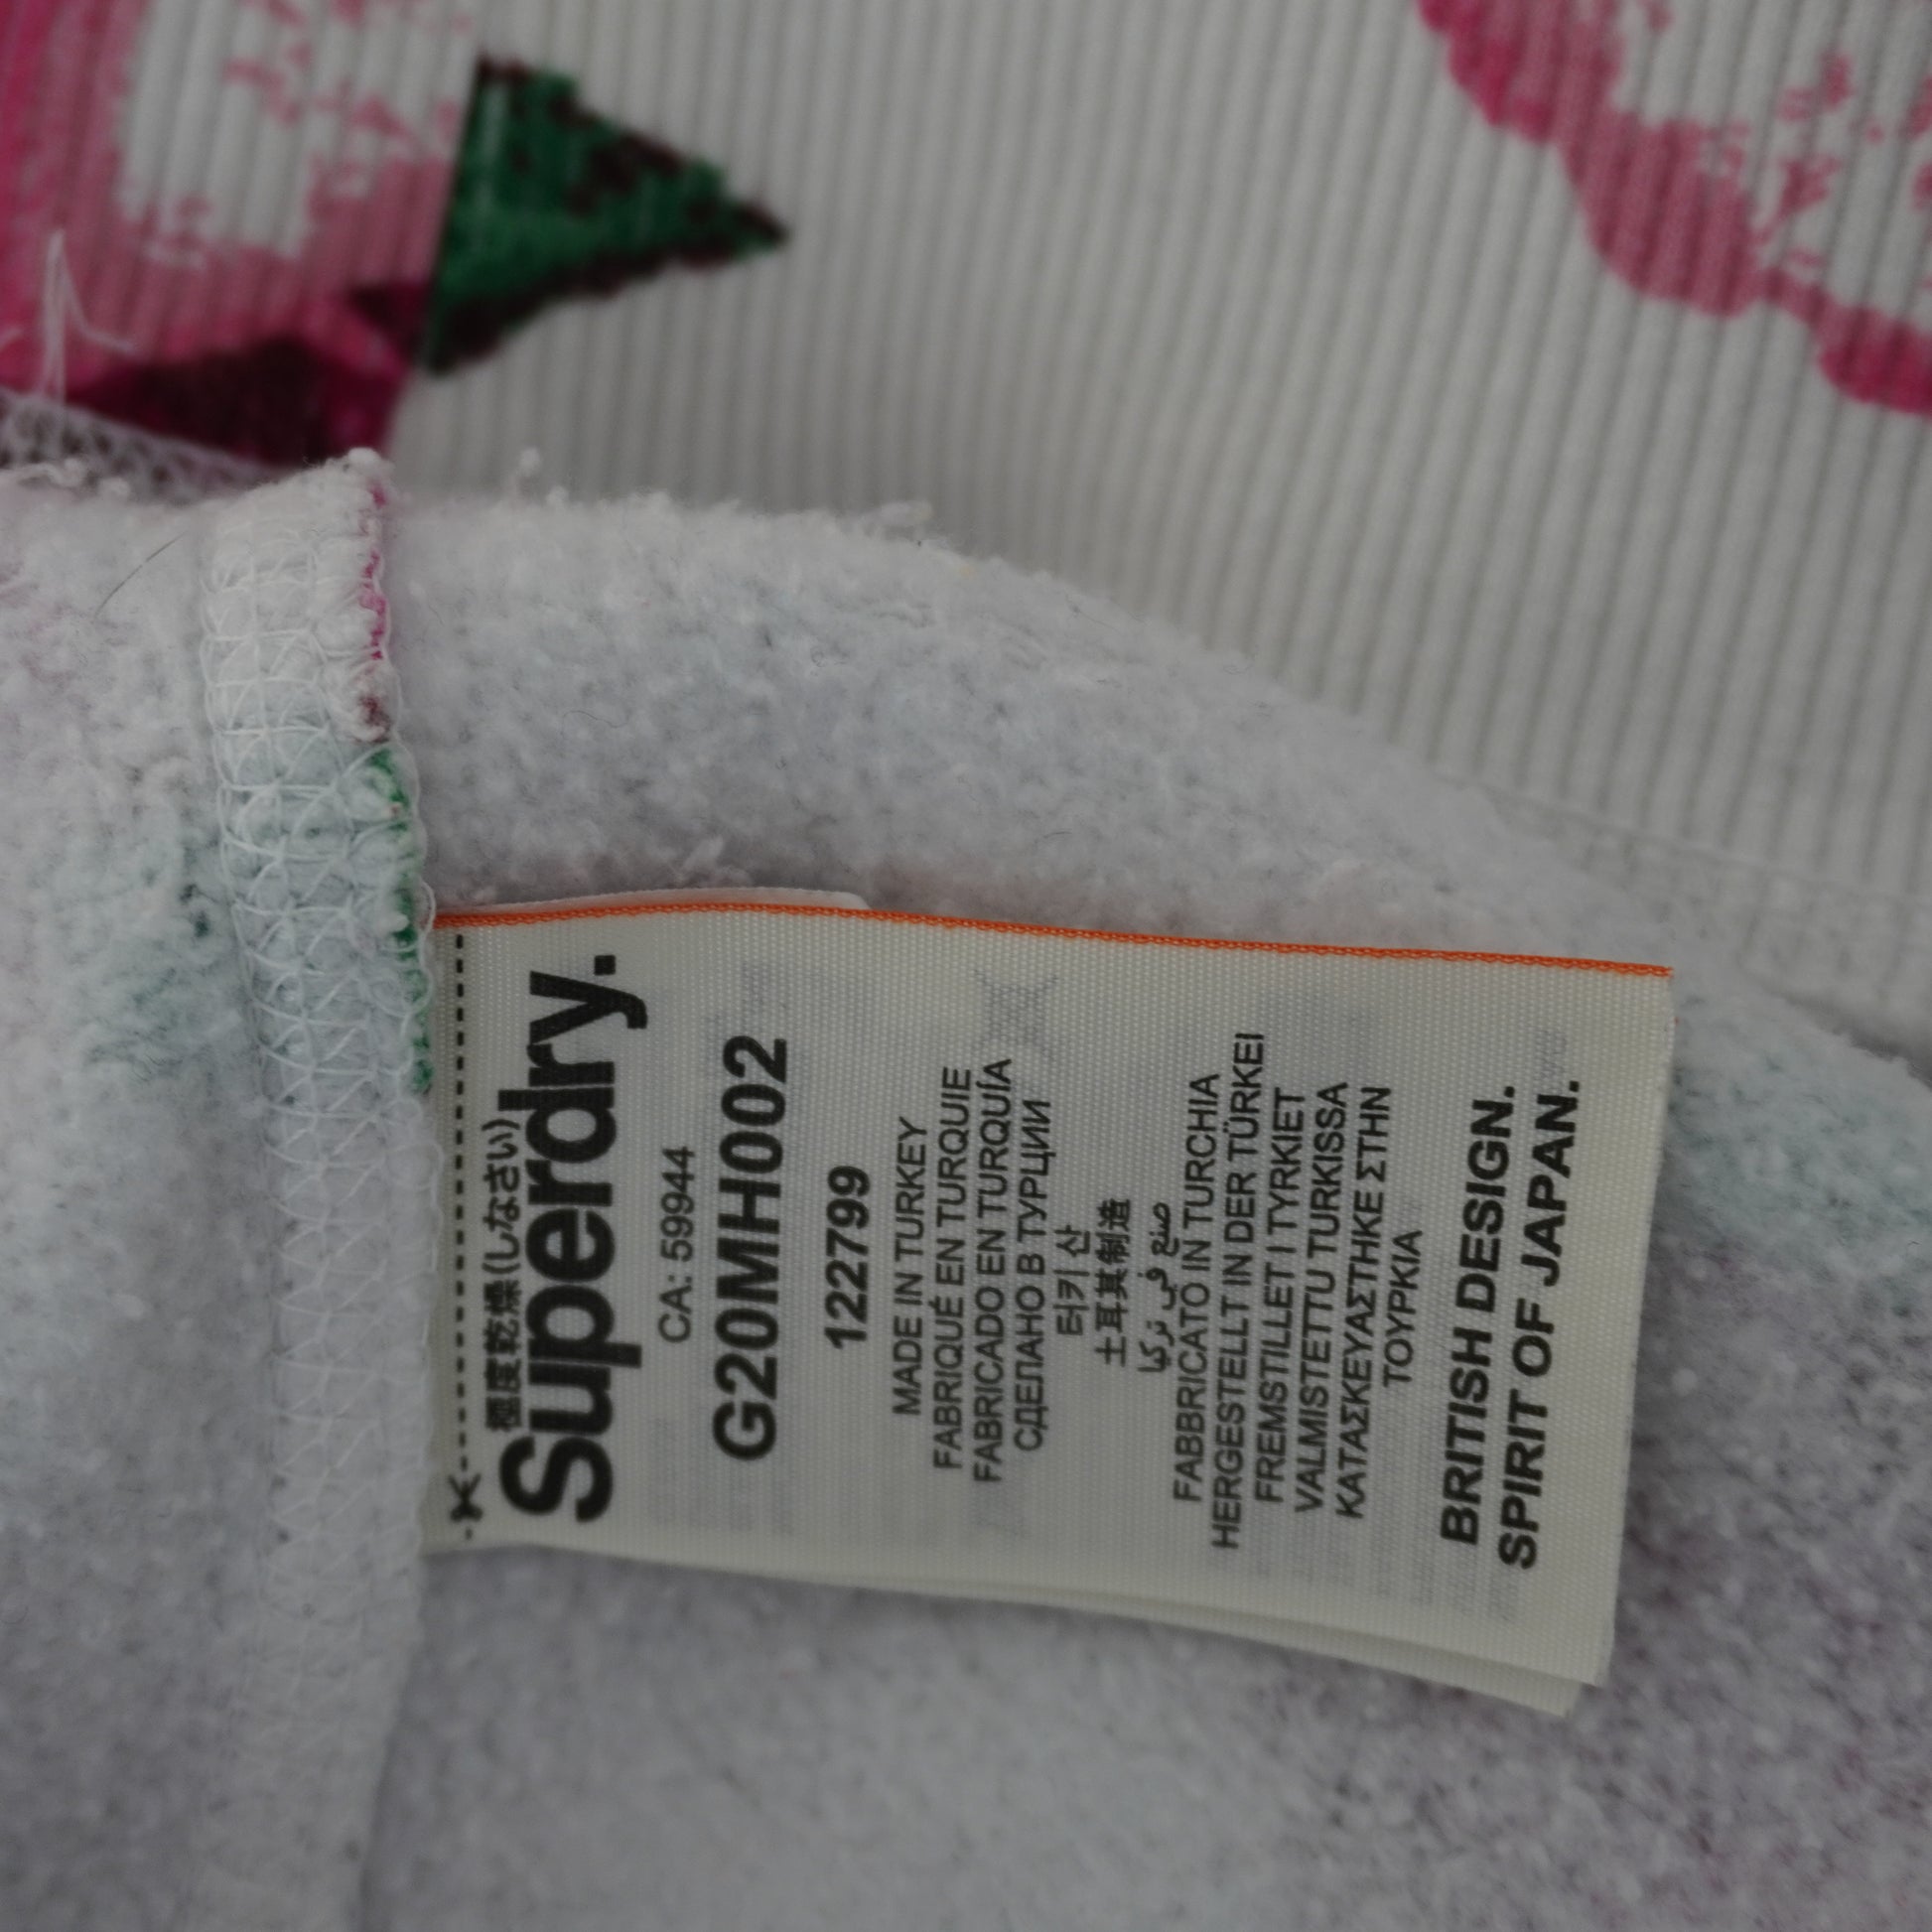 極度乾燥(しなさい)
Superdry.
CA: 59944
G20MH002
122799
MADE IN TURKEY
FABRIQUÉ EN TURQUIE
FABRICADO EN TURQUÍA
СДЕЛАНО В ТУРЦИИ
터키 산
土耳其制造
صنع في تركيا
FABBRICATO IN TURCHIA
HERGESTELLT IN DER TÜRKEI
FREMSTILLET I TYRKIET
VALMISTETTU TURKISSA
ΚΑΤΑΣΚΕΥΑΣΤΗΚΕ ΣΤΗΝ
ΤΟΥΡΚΙΑ
BRITISH DESIGN.
SPIRIT OF JAPAN.